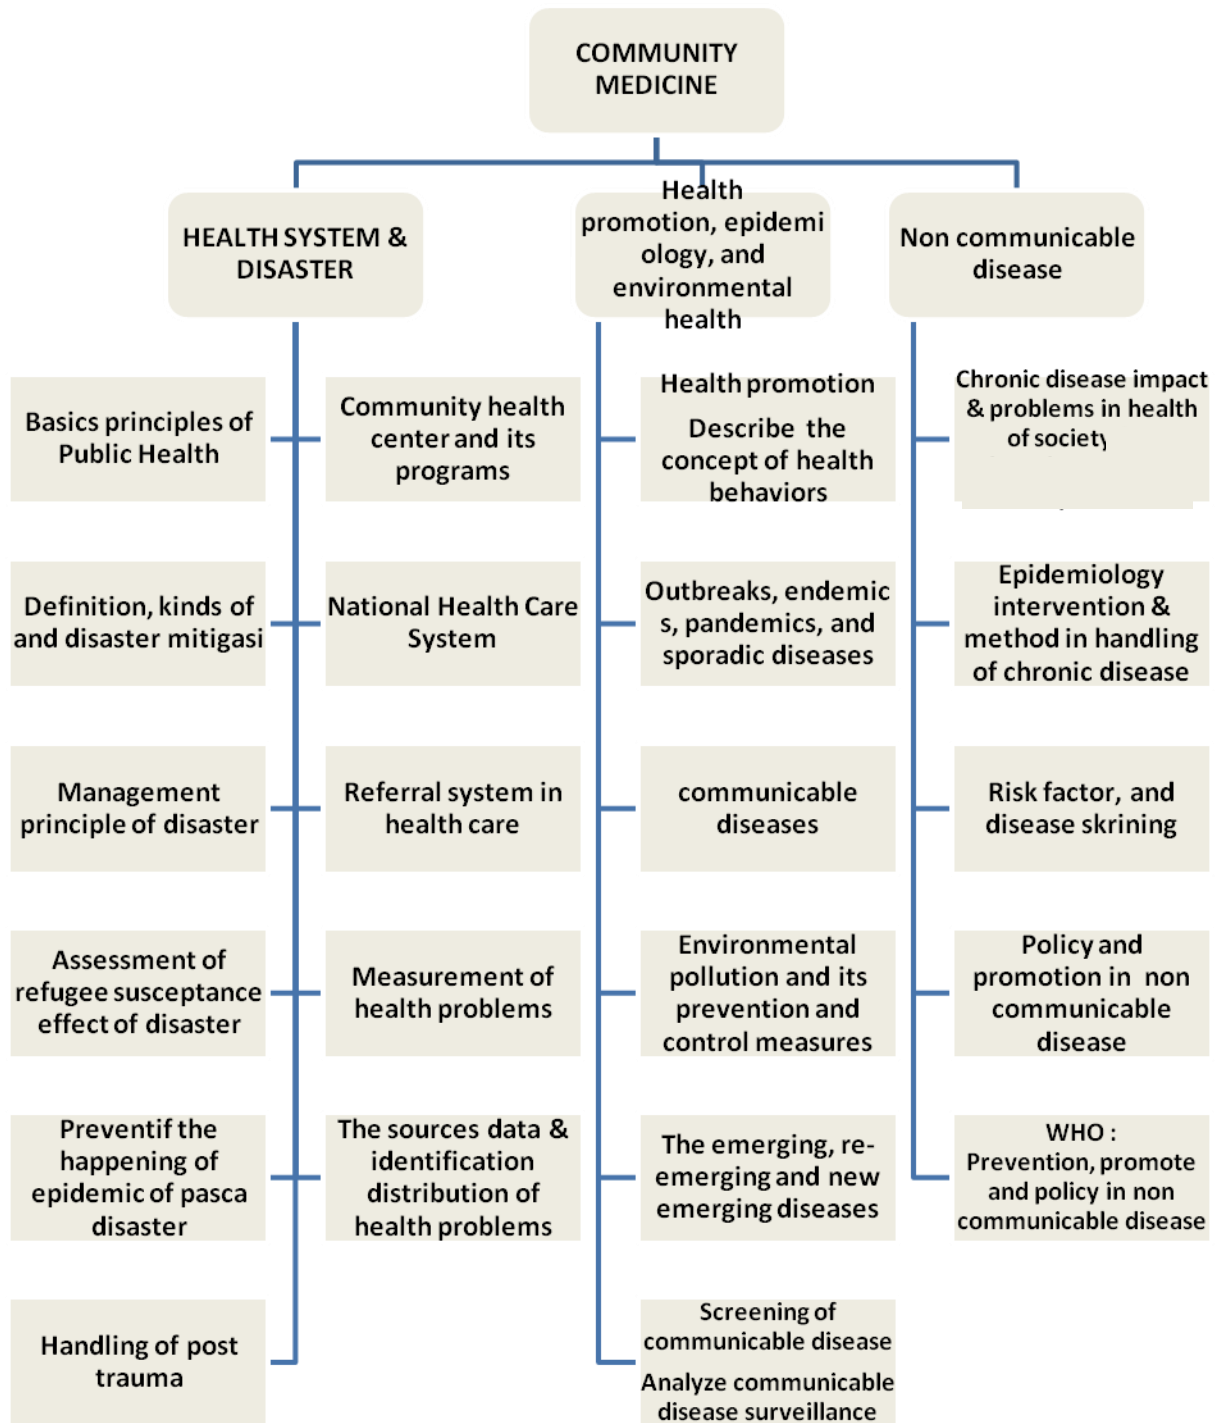 COMMUNITY
MEDICINE
HEALTH SYSTEM &
DISASTER
Health
promotion, epidemi
ology, and
environmental
health
Non communicable
disease
Basics principles of
Public Health
Community health
center and its
programs
Health promotion
Describe the
concept of health
behaviors
Chronic disease impact
& problems in health
of society
Definition, kinds of
and disaster mitigasi
National Health Care
System
Outbreaks, endemic
s, pandemics, and
sporadic diseases
Epidemiology
intervention &
method in handling
of chronic disease
Management
principle of disaster
Referral system in
health care
communicable
diseases
Risk factor, and
disease skrining
Assessment of
refugee susceptance
effect of disaster
Measurement of
health problems
Environmental
pollution and its
prevention and
control measures
Policy and
promotion in non
communicable
disease
Preventif the
happening of
epidemic of pasca
disaster
The sources data &
identification
distribution of
health problems
The emerging, re-
emerging and new
emerging diseases
WHO :
Prevention, promote
and policy in non
communicable disease
Handling of post
trauma
Screening of
communicable disease
Analyze communicable
disease surveillance